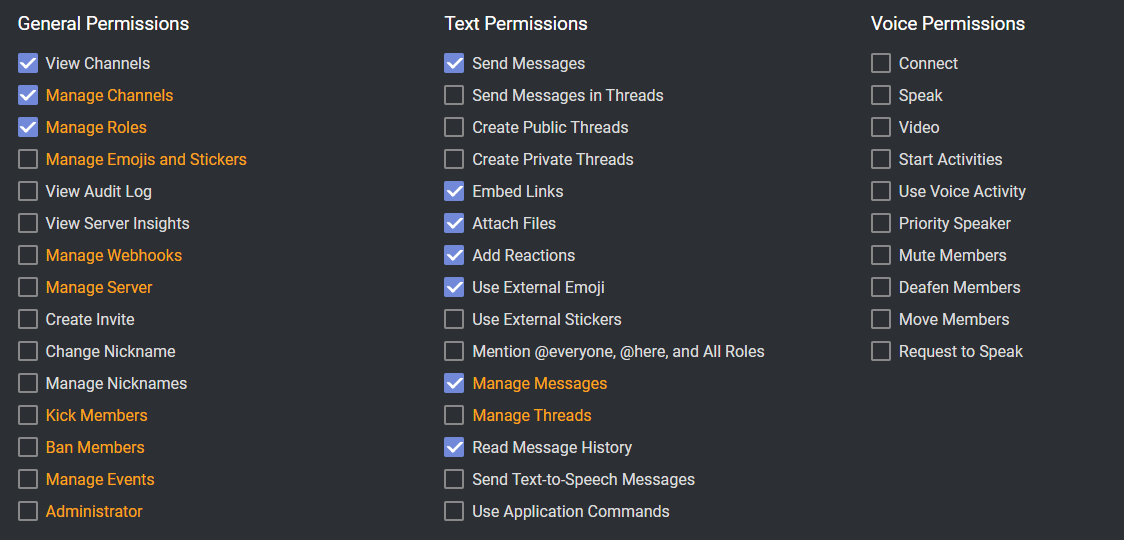 General Permissions
View Channels
Manage Channels
Manage Roles
Manage Emojis and Stickers
View Audit Log
View Server Insights
Manage Webhooks
Manage Server
Create Invite
Change Nickname
Manage Nicknames
Kick Members
Ban Members
Manage Events
Administrator
Text Permissions
Send Messages
Send Messages in Threads
Create Public Threads
Create Private Threads
Embed Links
Attach Files
Add Reactions
Use External Emoji
Use External Stickers
Mention @everyone, @here, and All Roles
Manage Messages
Manage Threads
Read Message History
Send Text-to-Speech Messages
Use Application Commands
Voice Permissions
Connect
Speak
Video
Start Activities
Use Voice Activity
Priority Speaker
Mute Members
Deafen Members
Move Members
Request to Speak